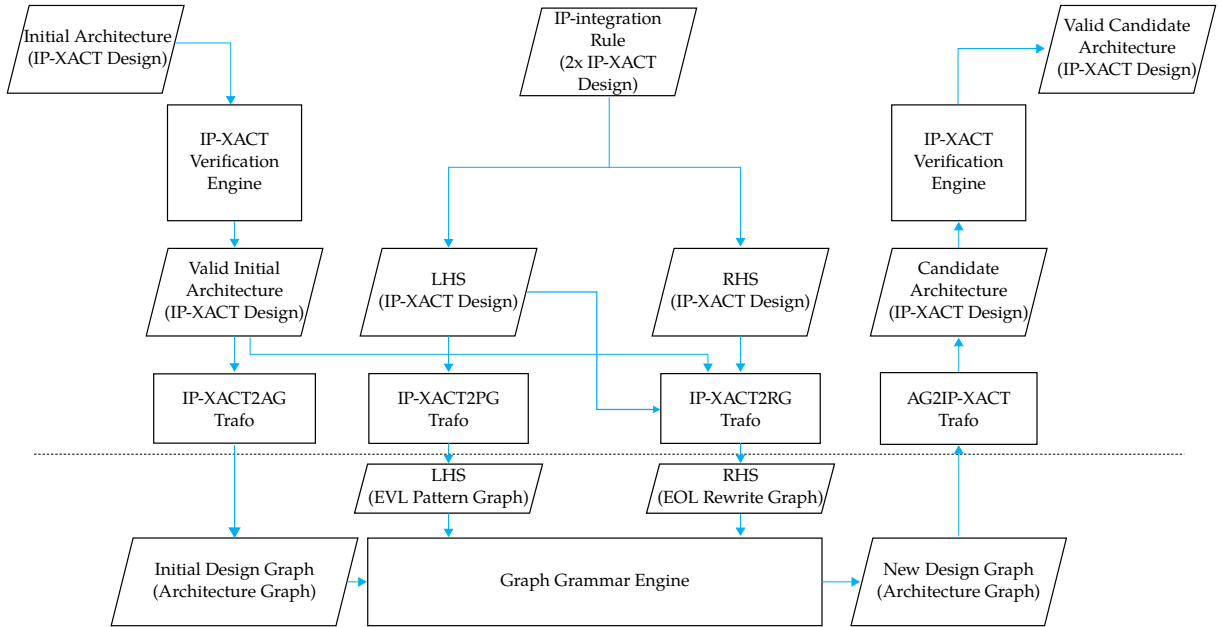 Initial Architecture
(IP-XACT Design)
IP-integration
Rule
(2x IP-XACT
Design)
Valid Candidate
Architecture
(IP-XACT Design)
IP-XACT
Verification
Engine
IP-XACT
Verification
Engine
Valid Initial
Architecture
(IP-XACT Design)
LHS
(IP-XACT Design)
RHS
(IP-XACT Design)
Candidate
Architecture
(IP-XACT Design)
IP-XACT2AG
Trafo
IP-XACT2PG
Trafo
IP-XACT2RG
Trafo
AG2IP-XACT
Trafo
LHS
(EVL Pattern Graph)
RHS
(EOL Rewrite Graph)
Initial Design Graph
(Architecture Graph)
Graph Grammar Engine
New Design Graph
(Architecture Graph)